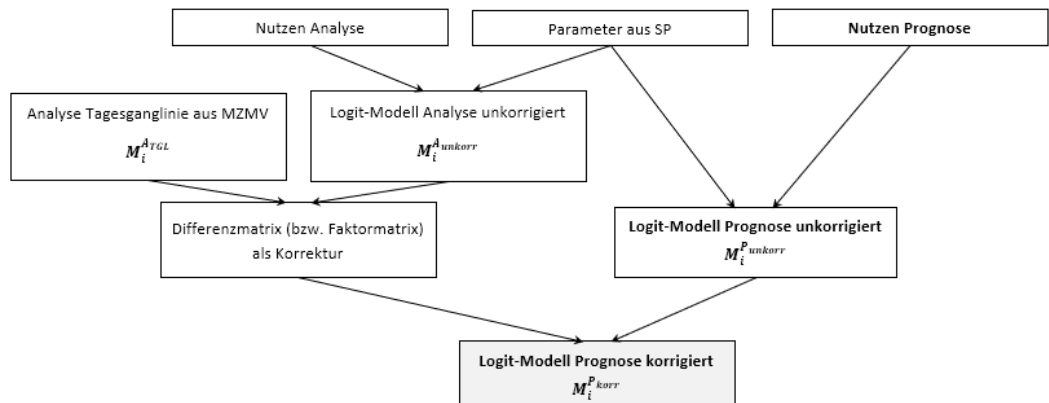 Nutzen Analyse
Parameter aus SP
Nutzen Prognose
Analyse Tagesganglinie aus MZMV
M_i^{A_{TGL}}
Logit-Modell Analyse unkorrigiert
M_i^{A_{unkorr}}
Differenzmatrix (bzw. Faktormatrix)
als Korrektur
Logit-Modell Prognose unkorrigiert
M_i^{P_{unkorr}}
Logit-Modell Prognose korrigiert
M_i^{P_{korr}}